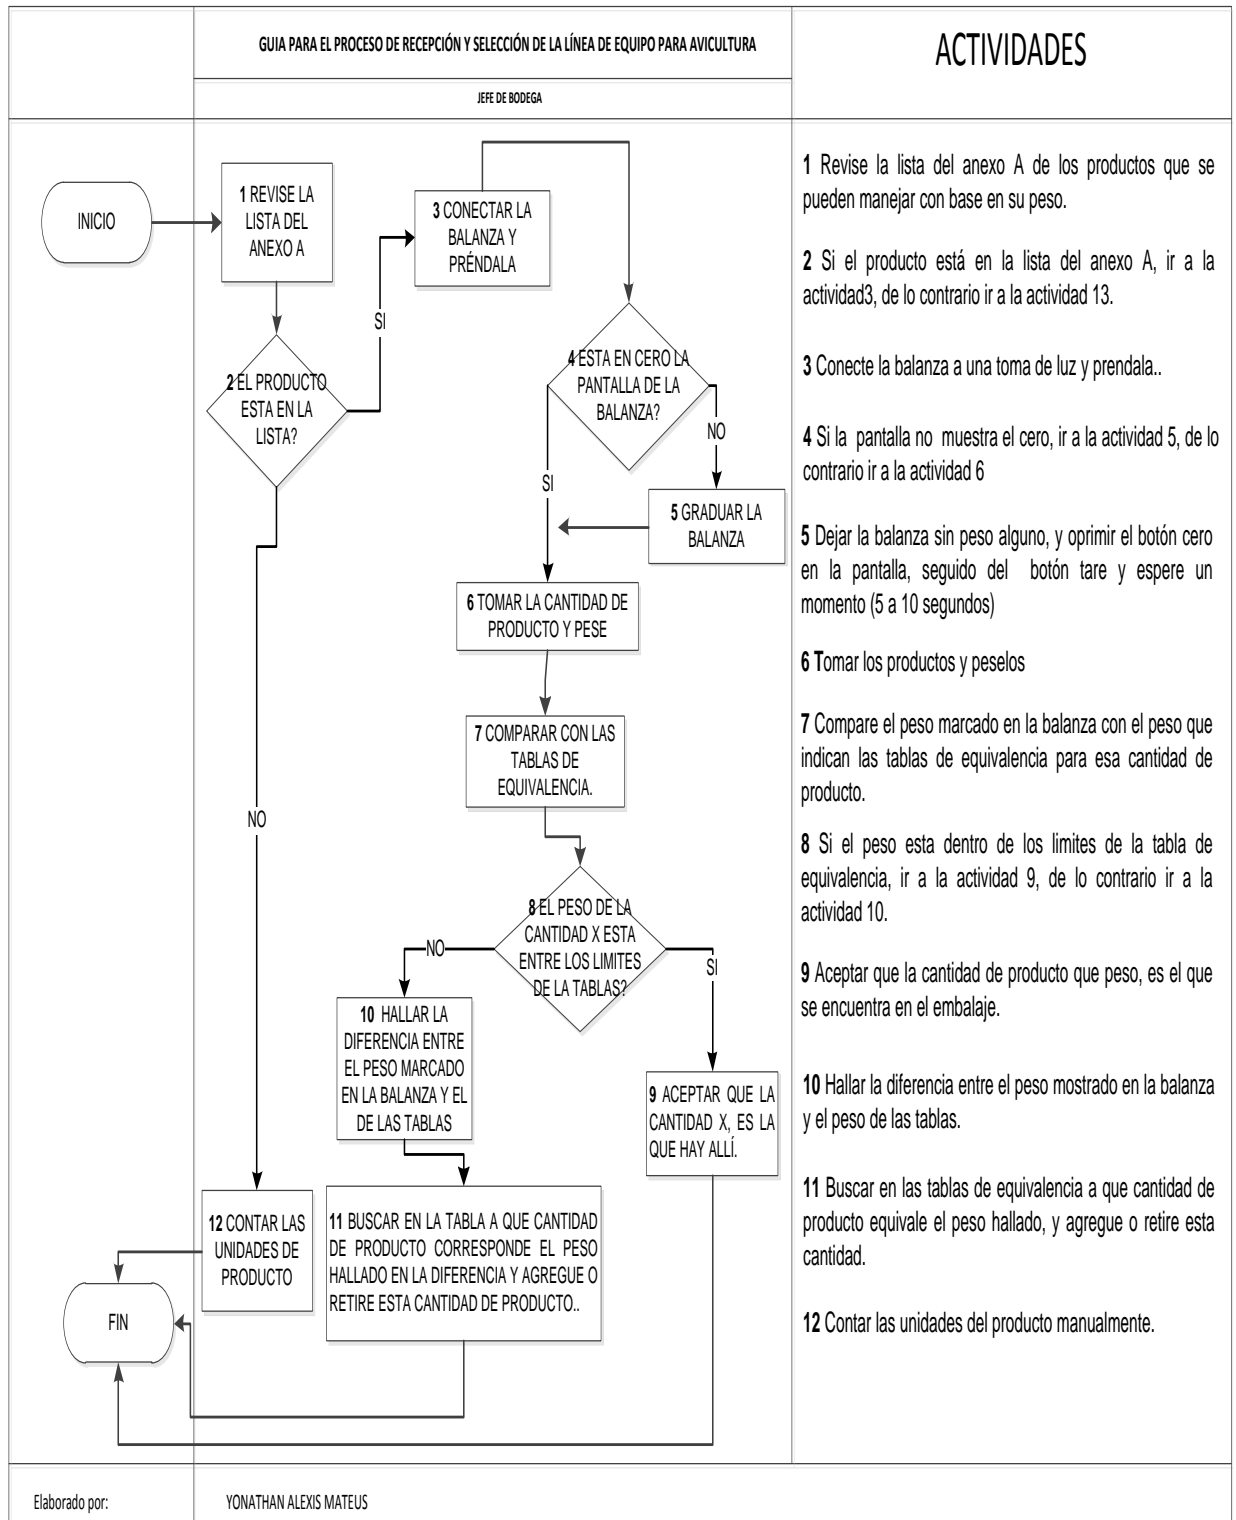 GUIA PARA EL PROCESO DE RECEPCIÓN Y SELECCIÓN DE LA LÍNEA DE EQUIPO PARA AVICULTURA
JEFE DE BODEGA
ACTIVIDADES
INICIO
1 REVISE LA
LISTA DEL
ANEXO A
2 EL PRODUCTO
ESTA EN LA
LISTA?
SI
3 CONECTAR LA
BALANZA Y
PRÉNDALA
4 ESTA EN CERO LA
PANTALLA DE LA
BALANZA?
NO
SI
5 GRADUAR LA
BALANZA
6 TOMAR LA CANTIDAD DE
PRODUCTO Y PESE
7 COMPARAR CON LAS
TABLAS DE
EQUIVALENCIA.
NO
8 EL PESO DE LA
CANTIDAD X ESTA
ENTRE LOS LIMITES
DE LA TABLAS?
NO
SI
10 HALLAR LA
DIFERENCIA ENTRE
EL PESO MARCADO
EN LA BALANZA Y EL
DE LAS TABLAS
9 ACEPTAR QUE LA
CANTIDAD X, ES LA
QUE HAY ALLÍ.
12 CONTAR LAS
UNIDADES DE
PRODUCTO
11 BUSCAR EN LA TABLA A QUE CANTIDAD
DE PRODUCTO CORRESPONDE EL PESO
HALLADO EN LA DIFERENCIA Y AGREGUE O
RETIRE ESTA CANTIDAD DE PRODUCTO..
FIN
1 Revise la lista del anexo A de los productos que se
pueden manejar con base en su peso.
2 Si el producto está en la lista del anexo A, ir a la
actividad3, de lo contrario ir a la actividad 13.
3 Conecte la balanza a una toma de luz y prendala..
4 Si la pantalla no muestra el cero, ir a la actividad 5, de lo
contrario ir a la actividad 6
5 Dejar la balanza sin peso alguno, y oprimir el botón cero
en la pantalla, seguido del botón tare y espere un
momento (5 a 10 segundos)
6 Tomar los productos y peselos
7 Compare el peso marcado en la balanza con el peso que
indican las tablas de equivalencia para esa cantidad de
producto.
8 Si el peso esta dentro de los limites de la tabla de
equivalencia, ir a la actividad 9, de lo contrario ir a la
actividad 10.
9 Aceptar que la cantidad de producto que peso, es el que
se encuentra en el embalaje.
10 Hallar la diferencia entre el peso mostrado en la balanza
y el peso de las tablas.
11 Buscar en las tablas de equivalencia a que cantidad de
producto equivale el peso hallado, y agregue o retire esta
cantidad.
12 Contar las unidades del producto manualmente.
Elaborado por:
YONATHAN ALEXIS MATEUS